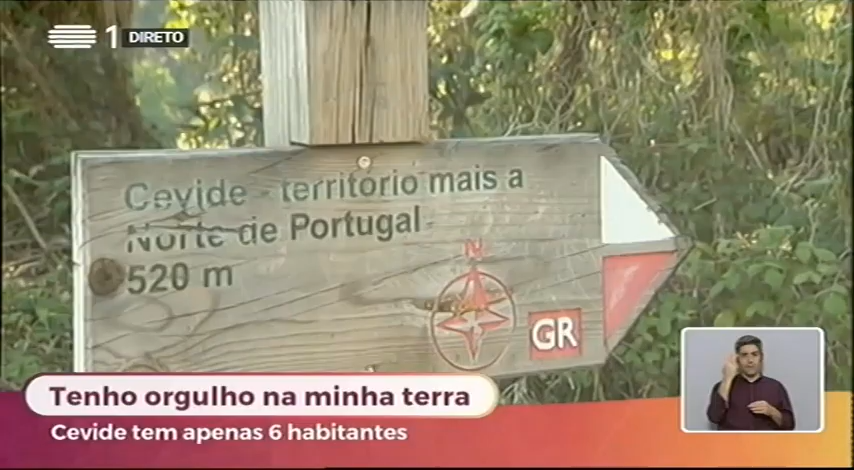 1 DIRETO
Cevide - território mais a
Norte de Portugal
520 m
N
GR
Tenho orgulho na minha terra
Cevide tem apenas 6 habitantes